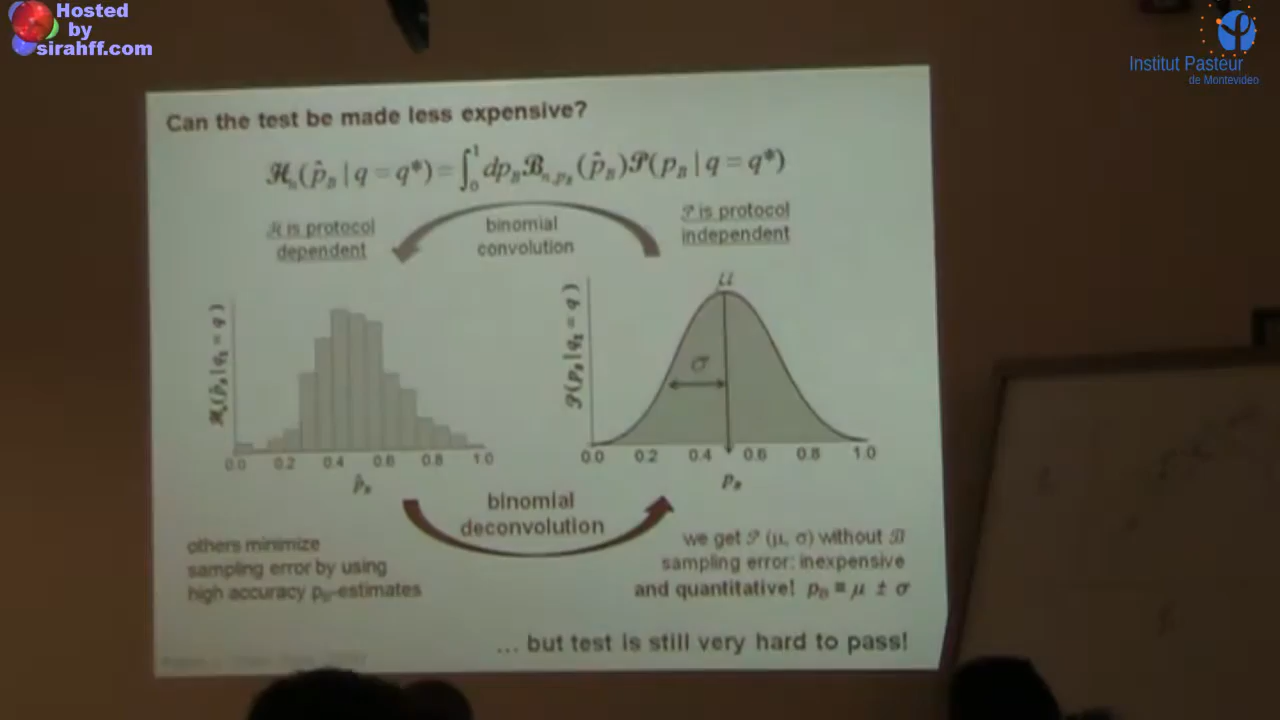 Hosted
by
sirahff.com
Institut Pasteur
de Montevideo
Can the test be made less expensive?
ℋₙ(p̂_B | q = q*) = ∫₀¹ dp_B ℬ_n,p_B (p̂_B) 𝒫(p_B | q = q*)
ℋ is protocol
dependent
binomial
convolution
𝒫 is protocol
independent
μ
σ
0.0 0.2 0.4 0.6 0.8 1.0
p̂_B
0.0 0.2 0.4 0.6 0.8 1.0
p_B
binomial
deconvolution
others minimize
sampling error by using
high accuracy p_B-estimates
we get 𝒫 (μ, σ) without ℬ
sampling error: inexpensive
and quantitative! p_B = μ ± σ
... but test is still very hard to pass!